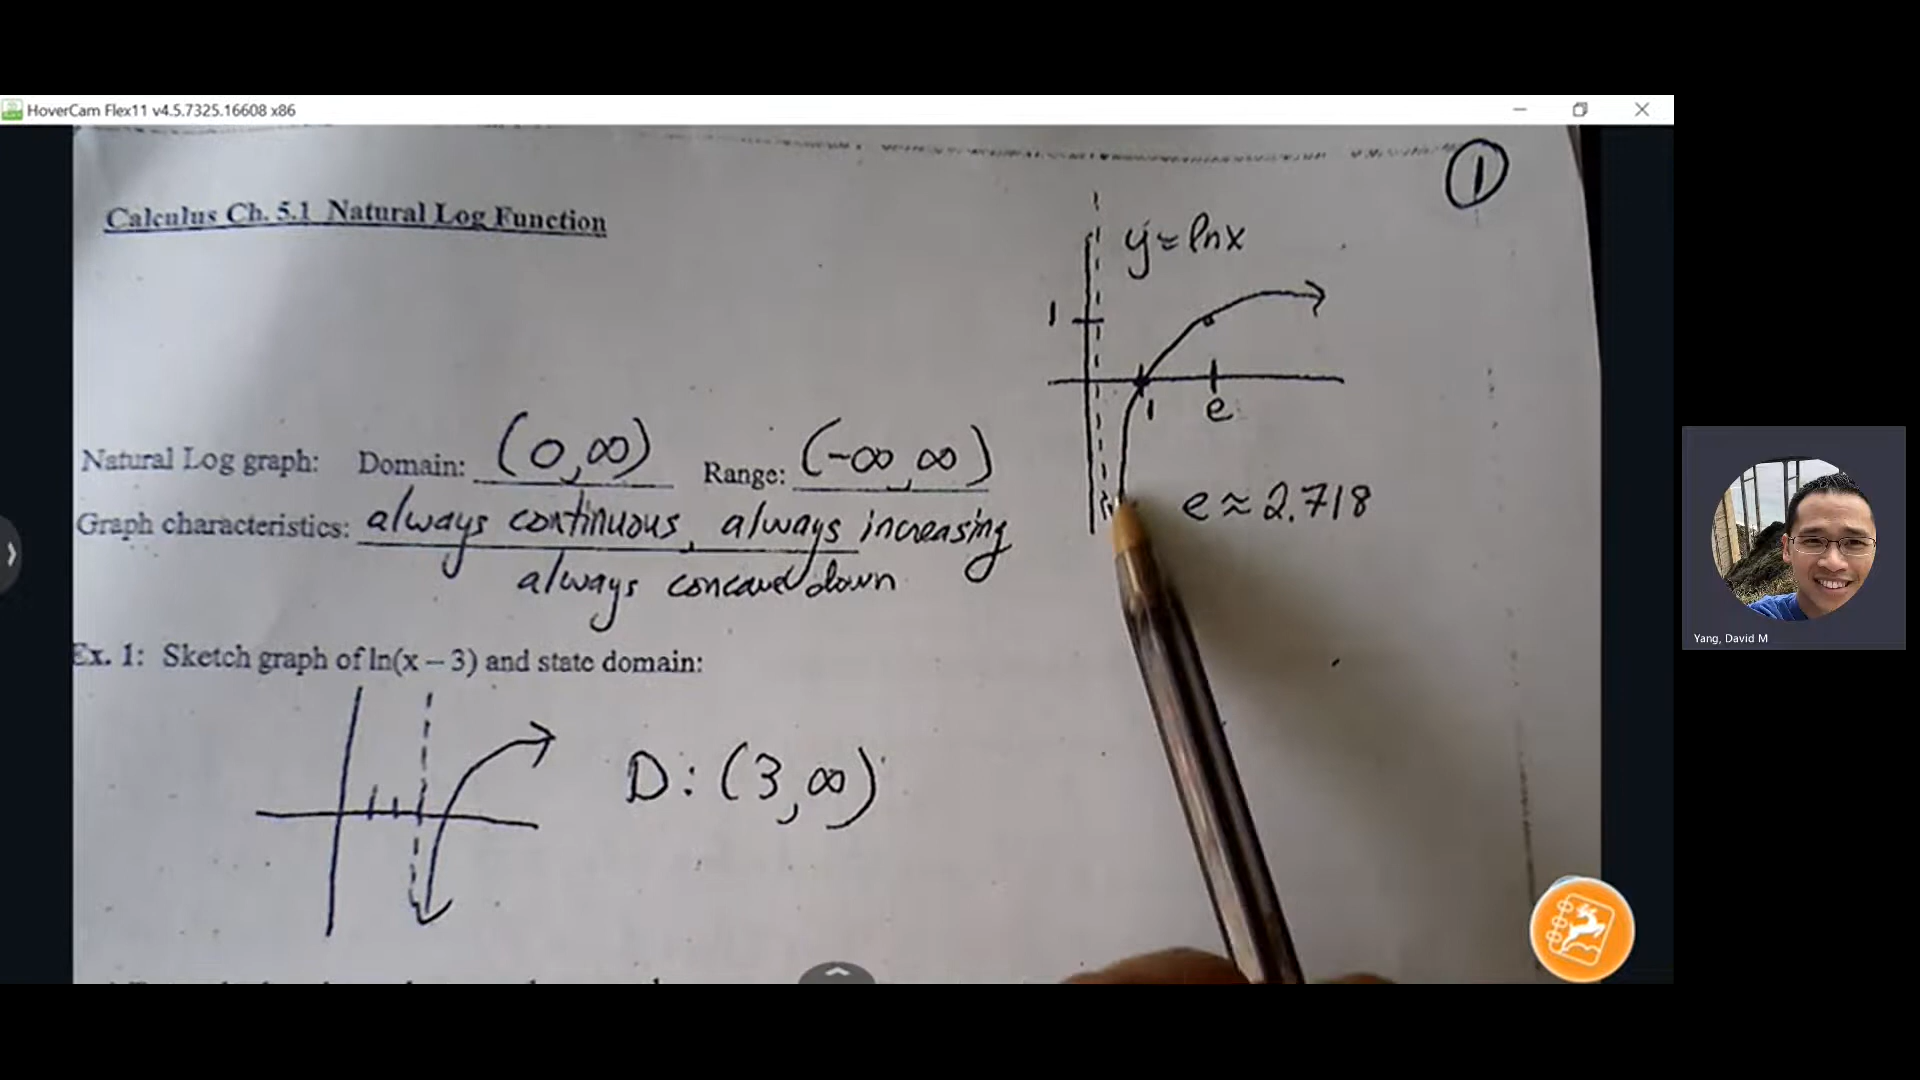 HoverCam Flex11 v4.5.7325.16608 x86
1
Calculus Ch. 5.1 Natural Log Function
y = lnx
1
1
e
Natural Log graph: Domain: (0,∞) Range: (-∞,∞)
e ≈ 2.718
Graph characteristics: always continuous, always increasing
always concave down
Ex. 1: Sketch graph of ln(x – 3) and state domain:
D: (3,∞)
Yang, David M